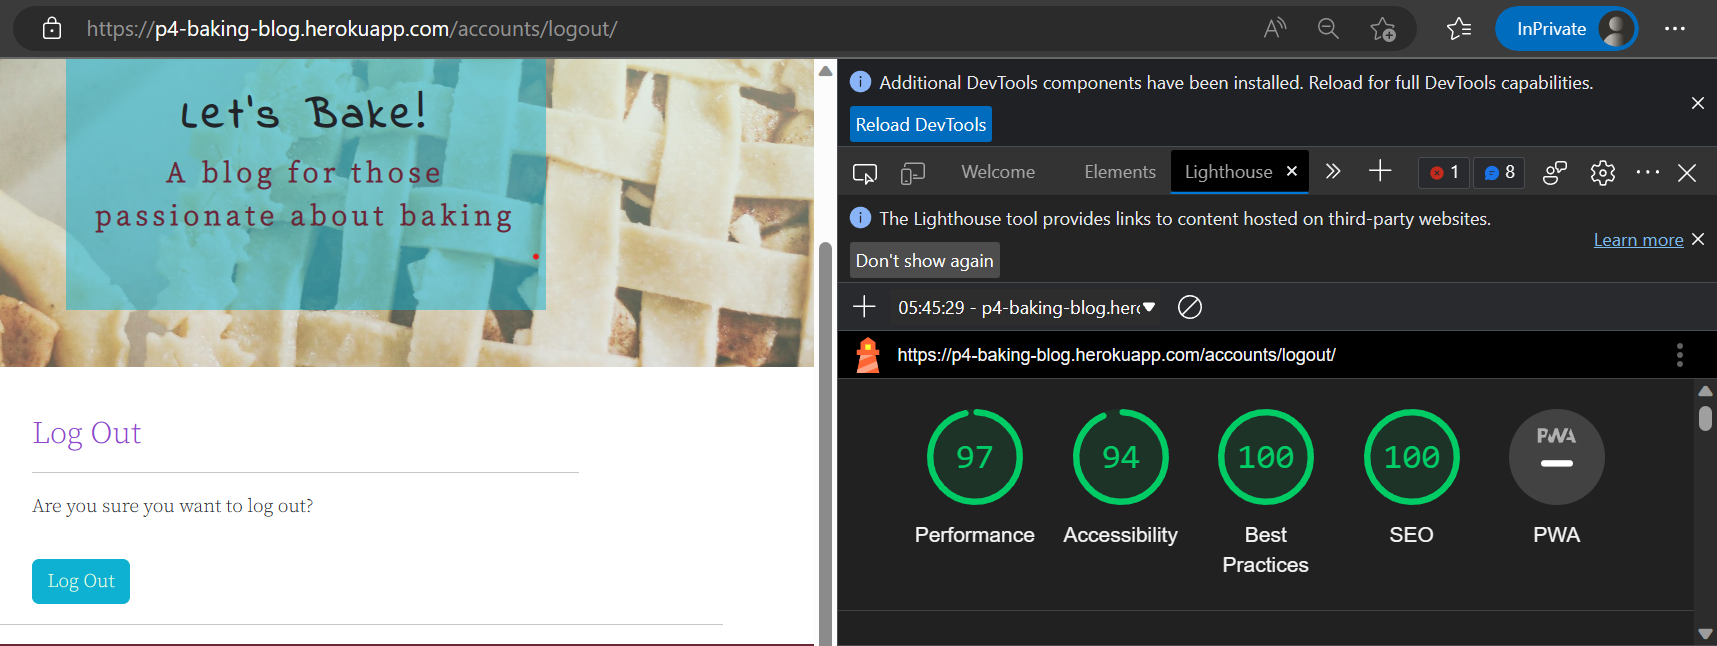 https://p4-baking-blog.herokuapp.com/accounts/logout/
InPrivate
Let's Bake!
A blog for those
passionate about baking
Log Out
Are you sure you want to log out?
Log Out
Additional DevTools components have been installed. Reload for full DevTools capabilities.
Reload DevTools
Welcome
Elements
Lighthouse
1
8
The Lighthouse tool provides links to content hosted on third-party websites.
Learn more
Don't show again
05:45:29 - p4-baking-blog.her
https://p4-baking-blog.herokuapp.com/accounts/logout/
97
Performance
94
Accessibility
100
Best
Practices
100
SEO
PWA
PWA